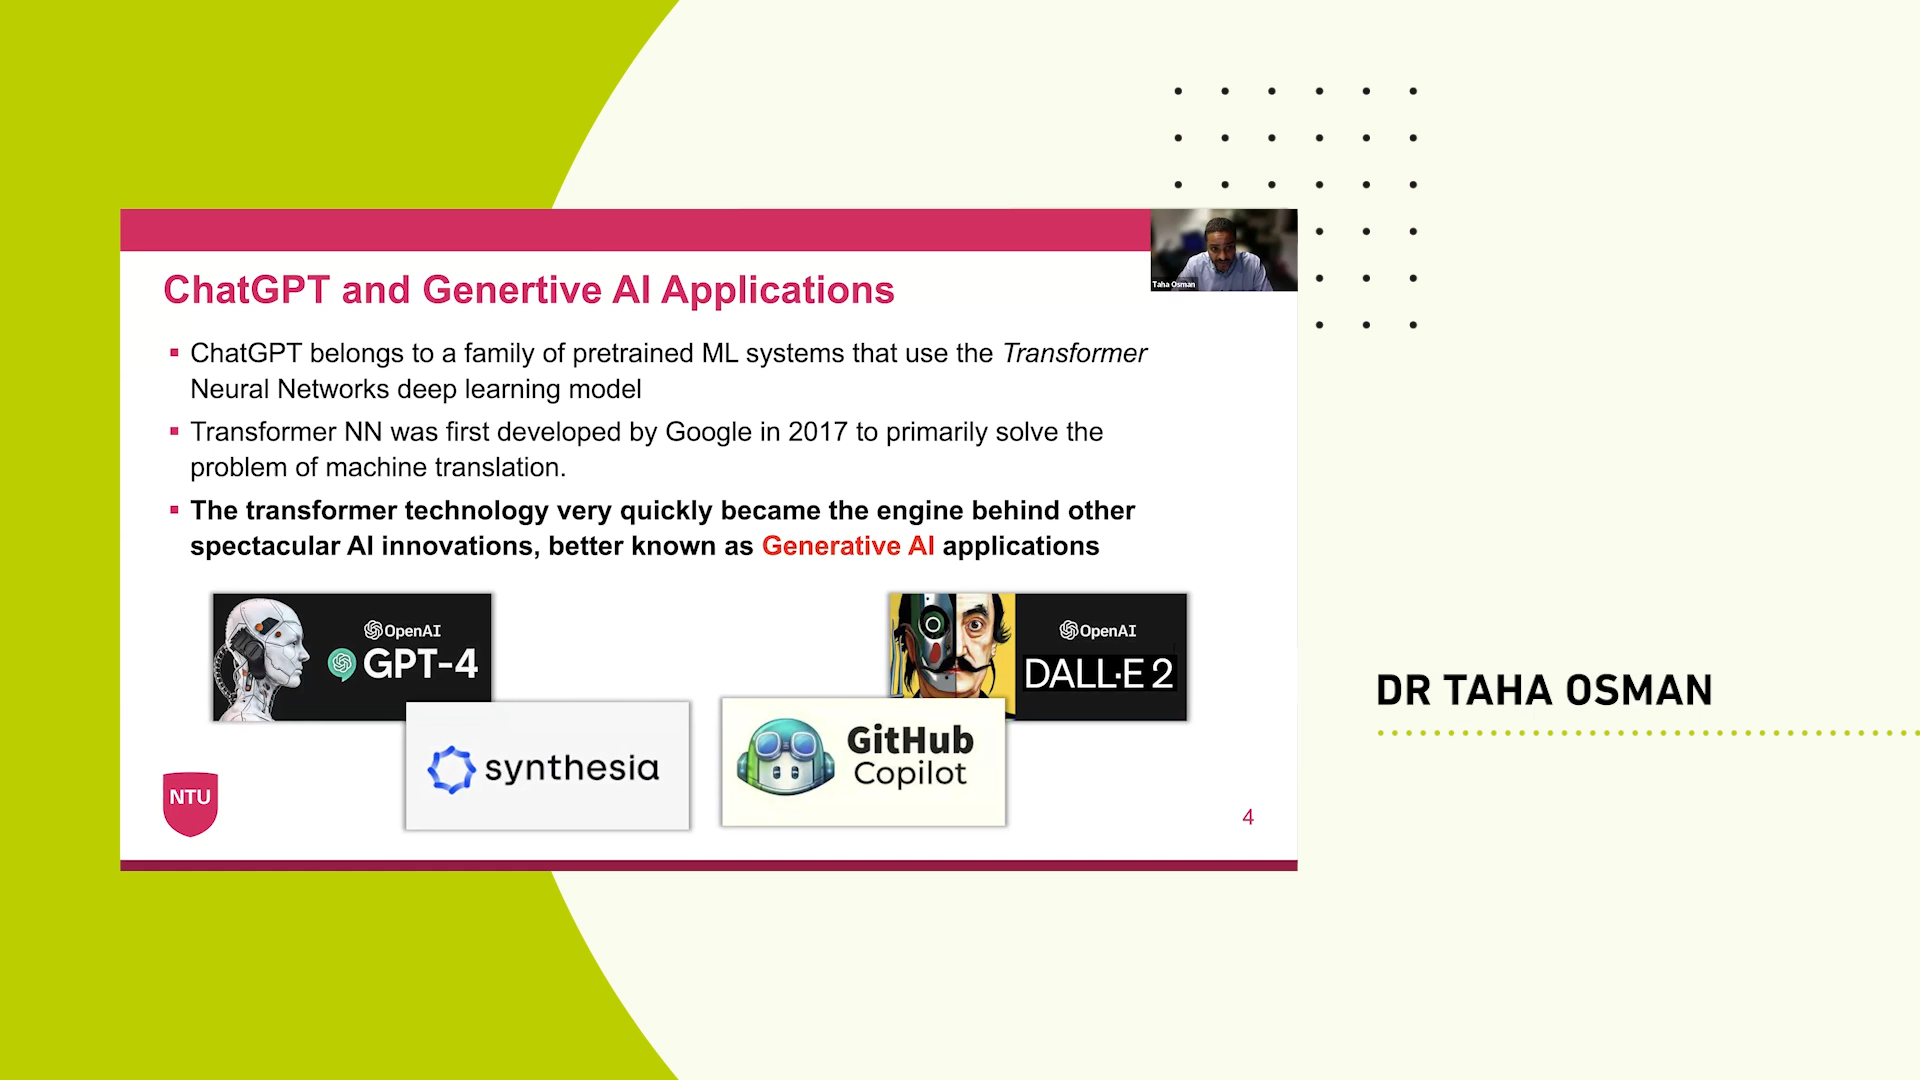 Taha Osman
ChatGPT and Genertive AI Applications
ChatGPT belongs to a family of pretrained ML systems that use the Transformer
Neural Networks deep learning model
Transformer NN was first developed by Google in 2017 to primarily solve the
problem of machine translation.
The transformer technology very quickly became the engine behind other
spectacular AI innovations, better known as Generative AI applications
OpenAI
GPT-4
OpenAI
DALL·E 2
synthesia
GitHub
Copilot
NTU
4
DR TAHA OSMAN